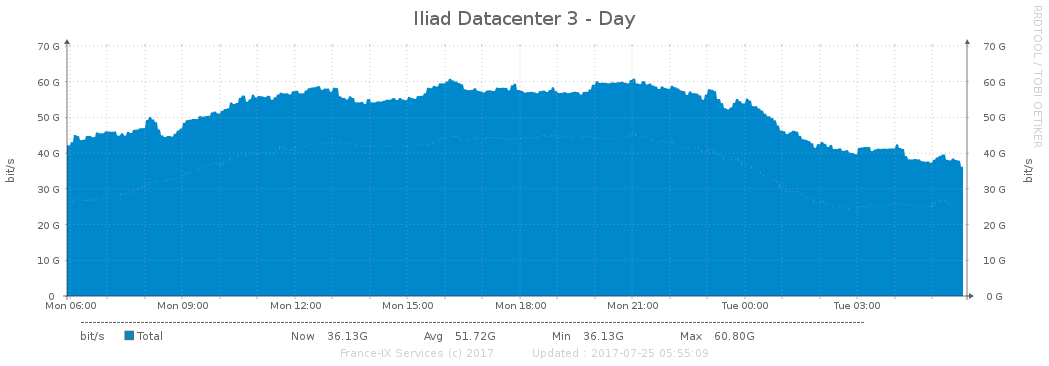 Iliad Datacenter 3 - Day
RRDTOOL / TOBI OETIKER
70 G 70 G
60 G 60 G
50 G 50 G
40 G 40 G
30 G 30 G
20 G 20 G
10 G 10 G
0 0 G
bit/s bit/s
Mon 06:00 Mon 09:00 Mon 12:00 Mon 15:00 Mon 18:00 Mon 21:00 Tue 00:00 Tue 03:00
bit/s Total Now 36.13G Avg 51.72G Min 36.13G Max 60.80G
France-IX Services (c) 2017 Updated : 2017-07-25 05:55:09